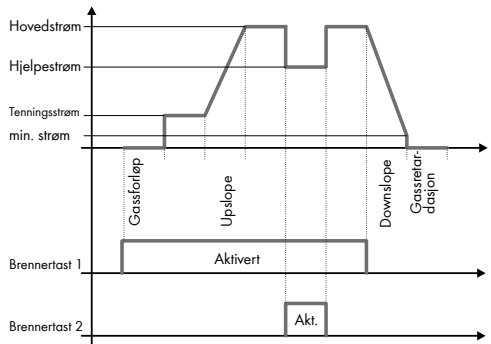 Hovedstrøm
Hjelpestrøm
Tenningsstrøm
min. strøm
Gassforløp
Upslope
Downslope
Gassretar-
dasjon
Brennertast 1
Aktivert
Brennertast 2
Akt.